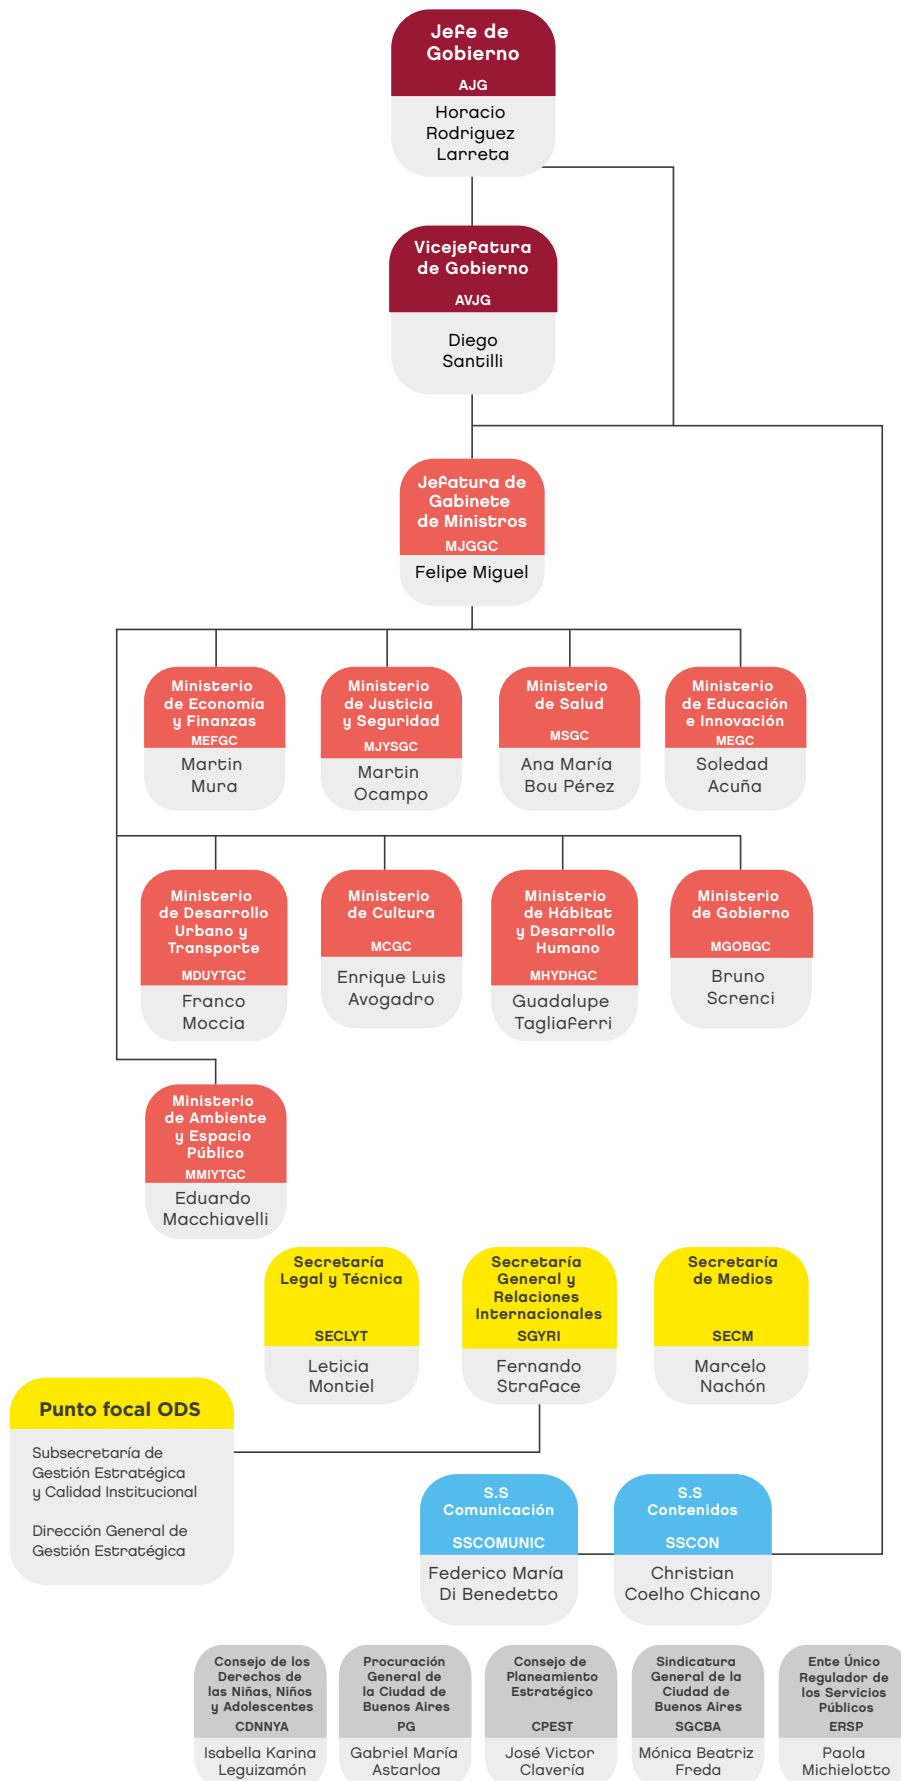 Jefe de
Gobierno
AJG
Horacio
Rodriguez
Larreta
Vicejefatura
de Gobierno
AVJG
Diego
Santilli
Jefatura de
Gabinete
de Ministros
MJGGC
Felipe Miguel
Ministerio
de Economía
y Finanzas
MEFGC
Martin
Mura
Ministerio
de Justicia
y Seguridad
MJYSGC
Martin
Ocampo
Ministerio
de Salud
MSGC
Ana María
Bou Pérez
Ministerio
de Educación
e Innovación
MEGC
Soledad
Acuña
Ministerio
de Desarrollo
Urbano y
Transporte
MDUYTGC
Franco
Moccia
Ministerio
de Cultura
MCGC
Enrique Luis
Avogadro
Ministerio
de Hábitat
y Desarrollo
Humano
MHYDHGC
Guadalupe
Tagliaferri
Ministerio
de Gobierno
MGOBGC
Bruno
Screnci
Ministerio
de Ambiente
y Espacio
Público
MMIYTGC
Eduardo
Macchiavelli
Secretaría
Legal y Técnica
SECLYT
Leticia
Montiel
Secretaría
General y
Relaciones
Internacionales
SGYRI
Fernando
Straface
Secretaría
de Medios
SECM
Marcelo
Nachón
Punto focal ODS
Subsecretaría de
Gestión Estratégica
y Calidad Institucional
Dirección General de
Gestión Estratégica
S.S
Comunicación
SSCOMUNIC
Federico María
Di Benedetto
S.S
Contenidos
SSCON
Christian
Coelho Chicano
Consejo de los
Derechos de
las Niñas, Niños
y Adolescentes
CDNNYA
Isabella Karina
Leguizamón
Procuración
General de
la Ciudad de
Buenos Aires
PG
Gabriel María
Astarloa
Consejo de
Planeamiento
Estratégico
CPEST
José Victor
Clavería
Sindicatura
General de la
Ciudad de
Buenos Aires
SGCBA
Mónica Beatriz
Freda
Ente Único
Regulador de
los Servicios
Públicos
ERSP
Paola
Michielotto